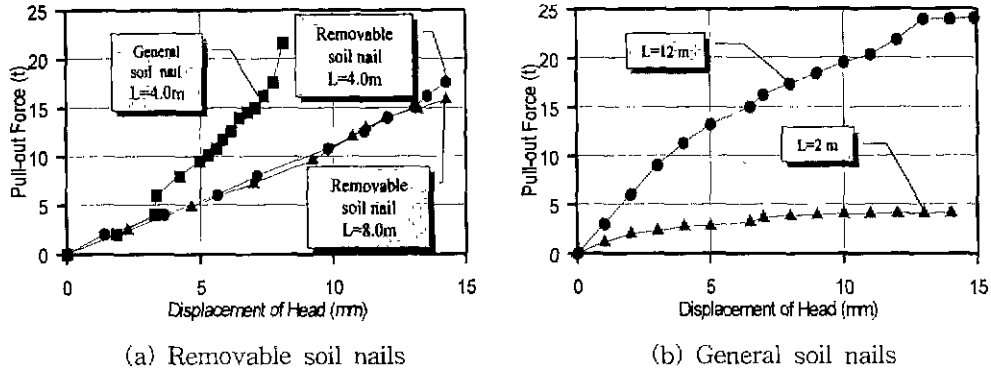 25
20
15
10
5
0
Pull-out Force (t)
General
soil nail
L=4.0m
Removable
soil nail
L=4.0m
Removable
soil nail
L=8.0m
0
5
10
15
Displacement of Head (mm)
(a) Removable soil nails
25
20
15
10
5
0
Pull-out Force (t)
L=12 m
L=2 m
0
5
10
15
Displacement of Head (mm)
(b) General soil nails